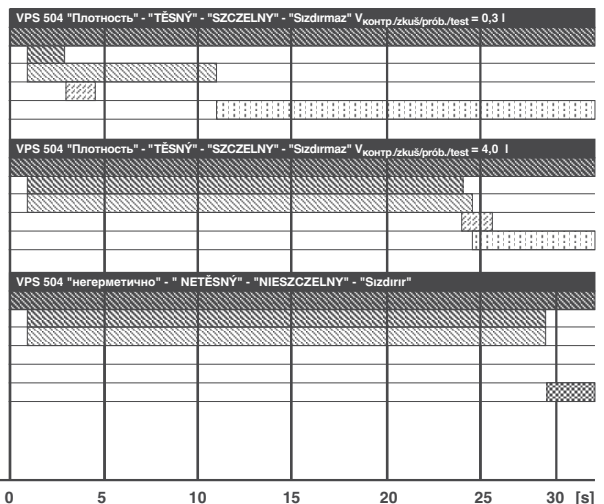 VPS 504 "Плотность" - "TĚSNÝ" - "SZCZELNY" - "Sızdırmaz" Vконтр./zkuš/prób./test = 0,3 l
VPS 504 "Плотность" - "TĚSNÝ" - "SZCZELNY" - "Sızdırmaz" Vконтр./zkuš/prób./test = 4,0 l
VPS 504 "негерметично" - " NETĚSNÝ" - "NIESZCZELNY" - "Sızdırır"
0 5 10 15 20 25 30 [s]